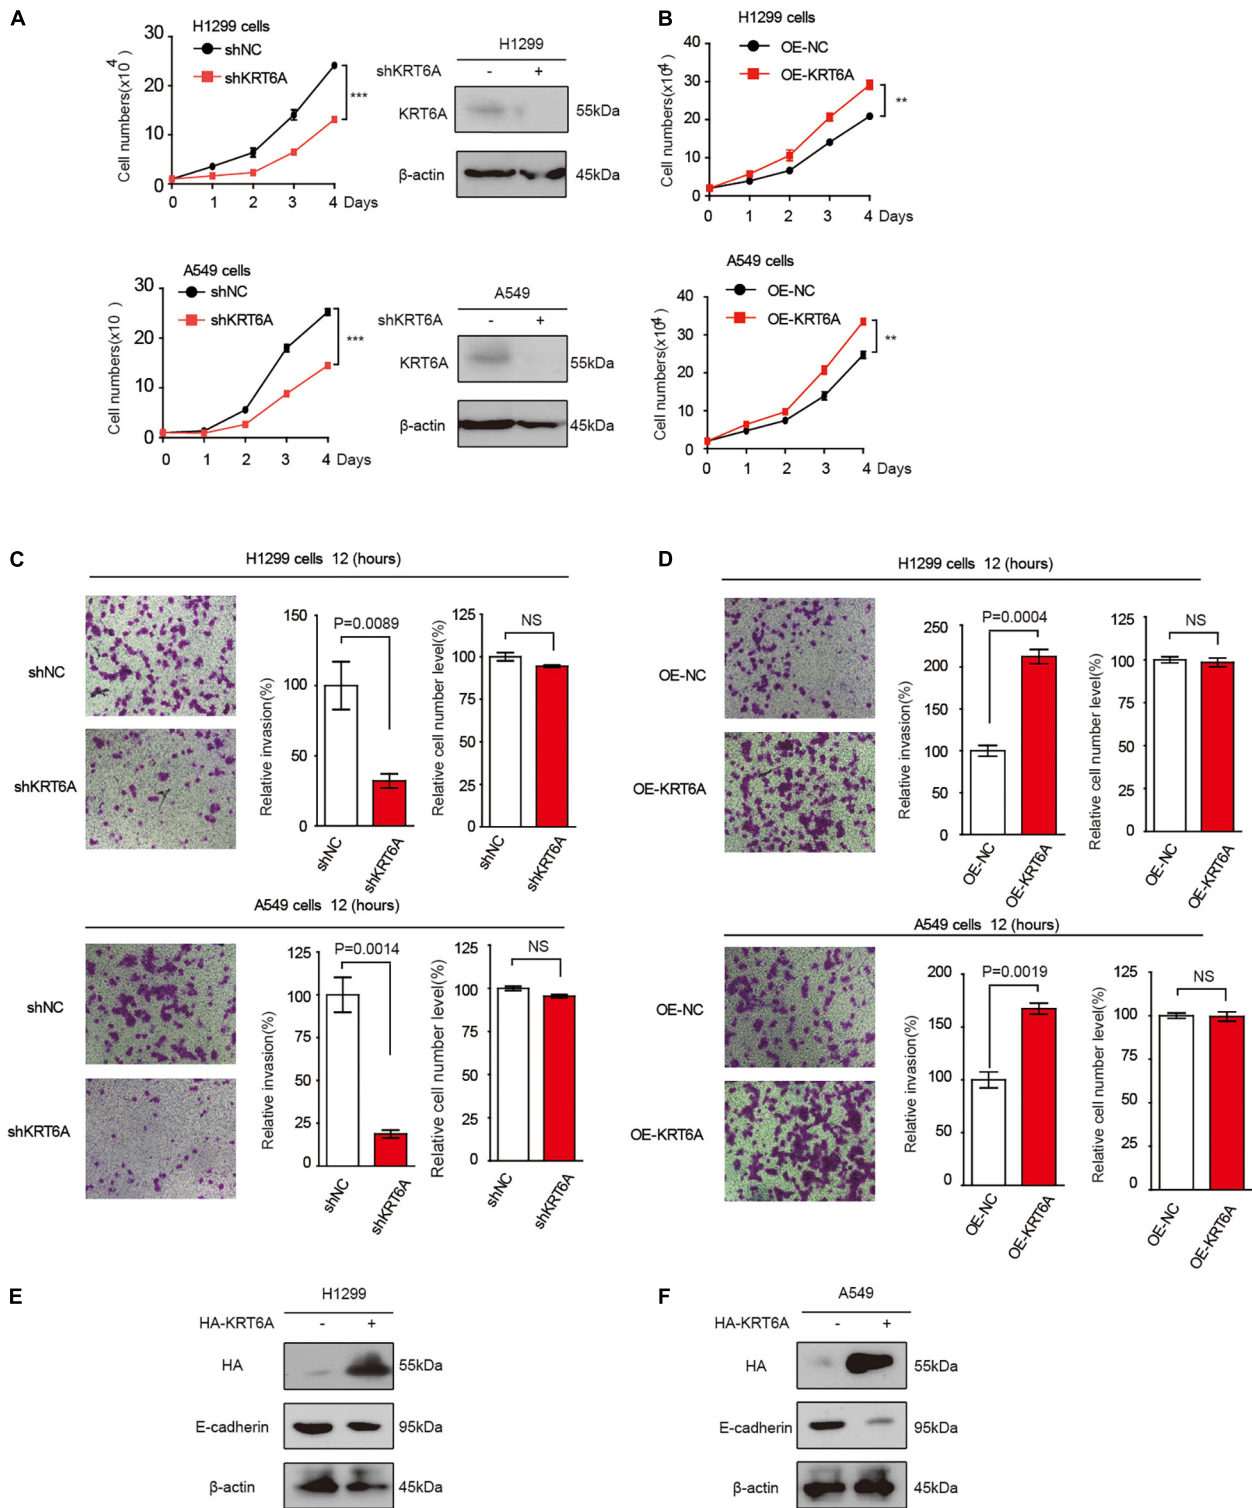 A
H1299 cells
shNC
shKRT6A
Cell numbers(x10 4 )
30
20
10
0
0 1 2 3 4 Days
***
H1299
shKRT6A - +
KRT6A 55kDa
β-actin 45kDa
A549 cells
shNC
shKRT6A
Cell numbers(x10 )
30
20
10
0
0 1 2 3 4 Days
***
A549
shKRT6A - +
KRT6A 55kDa
β-actin 45kDa
B
H1299 cells
OE-NC
OE-KRT6A
Cell numbers(x10 4)
40
30
20
10
0
0 1 2 3 4 Days
**
A549 cells
OE-NC
OE-KRT6A
Cell numbers(x10 4)
40
30
20
10
0
0 1 2 3 4 Days
**
C
H1299 cells 12 (hours)
shNC
shKRT6A
Relative invasion(%)
150
100
50
0
P=0.0089
shNC
shKRT6A
Relative cell number level(%)
125
100
75
50
25
0
NS
shNC
shKRT6A
A549 cells 12 (hours)
shNC
shKRT6A
Relative invasion(%)
125
100
75
50
25
0
P=0.0014
shNC
shKRT6A
Relative cell number level(%)
125
100
75
50
25
0
NS
shNC
shKRT6A
D
H1299 cells 12 (hours)
OE-NC
OE-KRT6A
Relative invasion(%)
250
200
150
100
50
0
P=0.0004
OE-NC
OE-KRT6A
Relative cell number level(%)
125
100
75
50
25
0
NS
OE-NC
OE-KRT6A
A549 cells 12 (hours)
OE-NC
OE-KRT6A
Relative invasion(%)
200
150
100
50
0
P=0.0019
OE-NC
OE-KRT6A
Relative cell number level(%)
125
100
75
50
25
0
NS
OE-NC
OE-KRT6A
E
H1299
HA-KRT6A - +
HA 55kDa
E-cadherin 95kDa
β-actin 45kDa
F
A549
HA-KRT6A - +
HA 55kDa
E-cadherin 95kDa
β-actin 45kDa